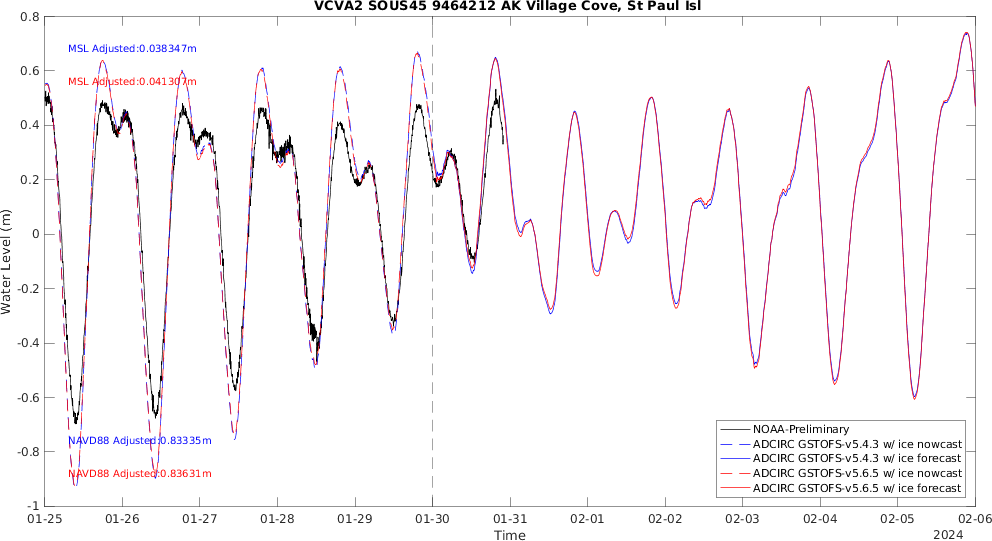 VCVA2 SOUS45 9464212 AK Village Cove, St Paul Isl
0.8
0.6
0.4
0.2
0
-0.2
-0.4
-0.6
-0.8
-1
Water Level (m)
MSL Adjusted:0.038347m
MSL Adjusted:0.041307m
NAVD88 Adjusted:0.83335m
NAVD88 Adjusted:0.83631m
NOAA-Preliminary
ADCIRC GSTOFS-v5.4.3 w/ ice nowcast
ADCIRC GSTOFS-v5.4.3 w/ ice forecast
ADCIRC GSTOFS-v5.6.5 w/ ice nowcast
ADCIRC GSTOFS-v5.6.5 w/ ice forecast
01-25 01-26 01-27 01-28 01-29 01-30 01-31 02-01 02-02 02-03 02-04 02-05 02-06
Time
2024